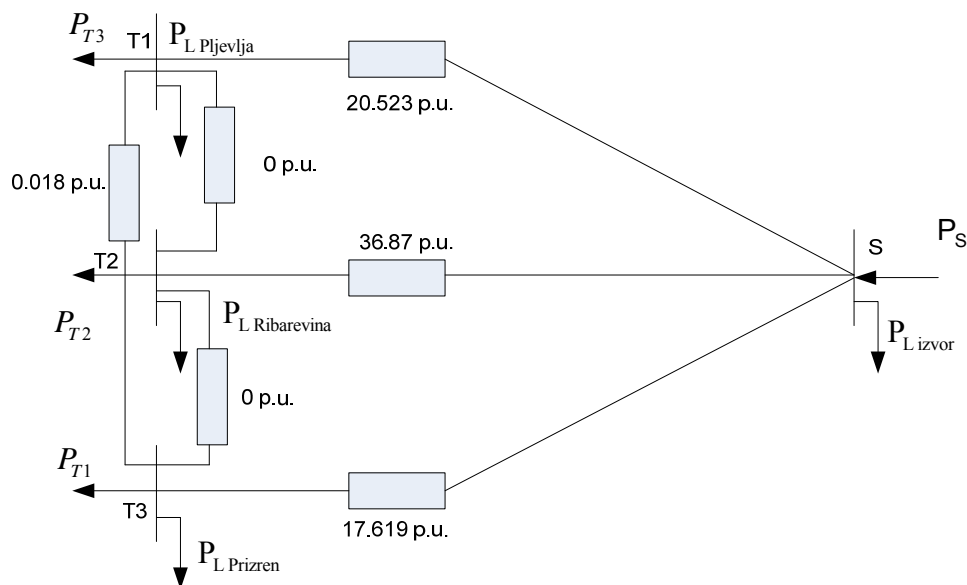 P_T3
T1
P_L Pljevlja
20.523 p.u.
0 p.u.
0.018 p.u.
36.87 p.u.
P_S
S
T2
P_L Ribarevina
P_T2
P_L izvor
0 p.u.
P_T1
T3
17.619 p.u.
P_L Prizren